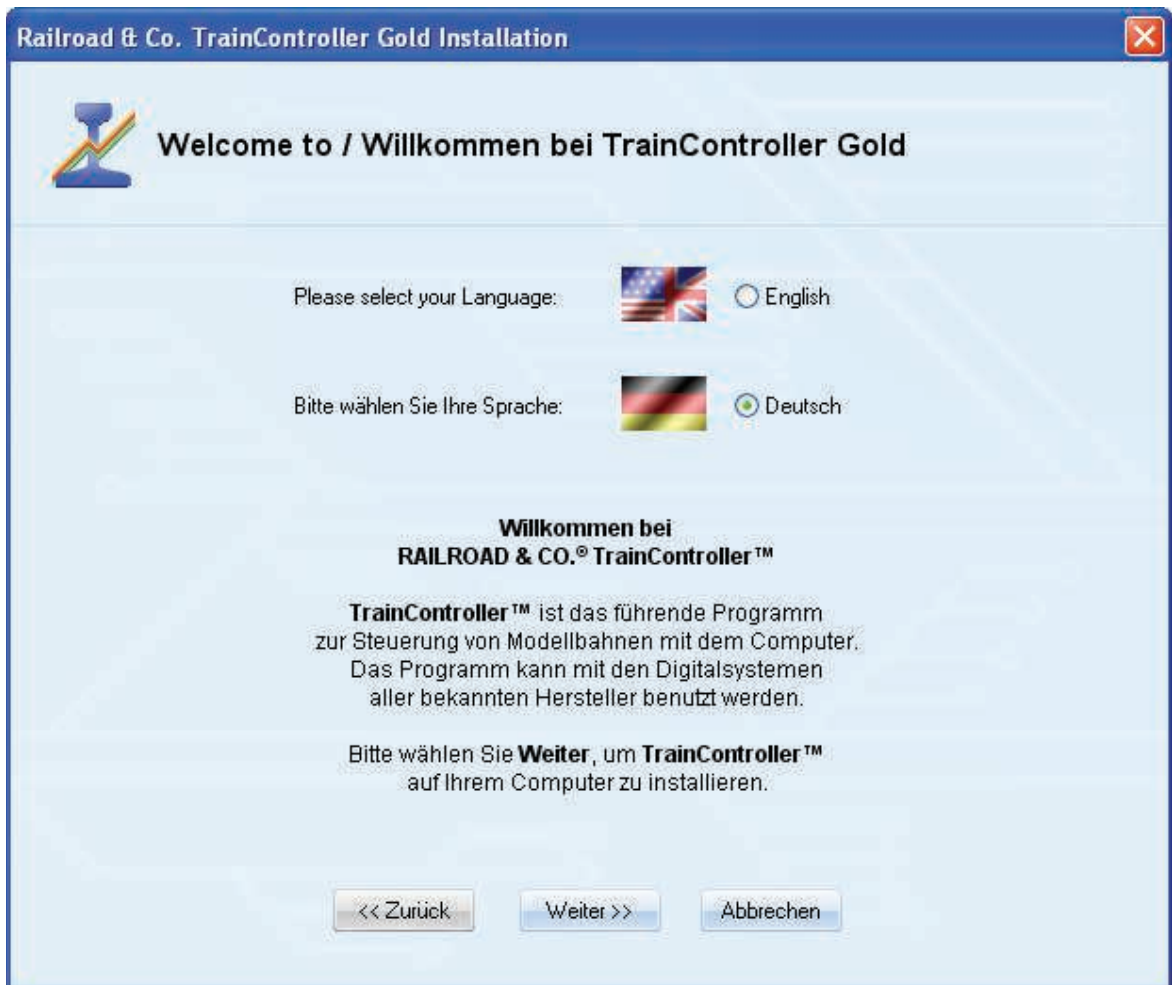 Railroad & Co. TrainController Gold Installation
Welcome to / Willkommen bei TrainController Gold
Please select your Language:
English
Bitte wählen Sie Ihre Sprache:
Deutsch
Willkommen bei
RAILROAD & CO.® TrainController™
TrainController™ ist das führende Programm
zur Steuerung von Modellbahnen mit dem Computer.
Das Programm kann mit den Digitalsystemen
aller bekannten Hersteller benutzt werden.
Bitte wählen Sie Weiter, um TrainController™
auf Ihrem Computer zu installieren.
<< Zurück
Weiter >>
Abbrechen